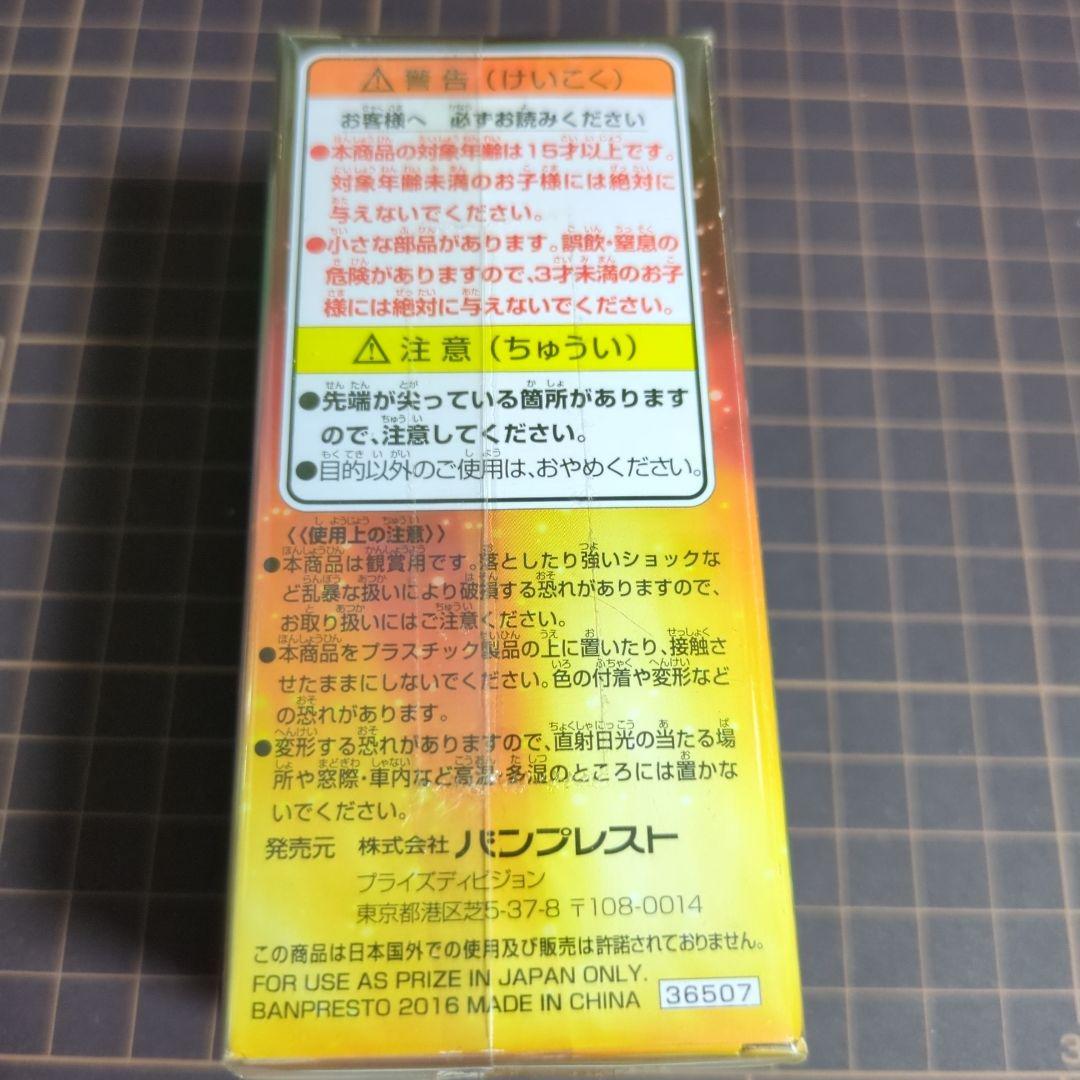 ⚠ 警告（けいこく）
お客様へ 必ずお読みください
●本商品の対象年齢は15才以上です。
対象年齢未満のお子様には絶対に
与えないでください。
●小さな部品があります。誤飲・窒息の
危険がありますので、3才未満のお子
様には絶対に与えないでください。
⚠ 注意（ちゅうい）
●先端が尖っている箇所があります
ので、注意してください。
●目的以外のご使用は、おやめください。
《使用上の注意》
●本商品は観賞用です。落としたり強いショックな
ど乱暴な扱いにより破損する恐れがありますので、
お取り扱いにはご注意ください。
●本商品をプラスチック製品の上に置いたり、接触さ
せたままにしないでください。色の付着や変形など
の恐れがあります。
●変形する恐れがありますので、直射日光の当たる場
所や窓際・車内など高温・多湿のところには置かな
いでください。
発売元 株式会社 バンプレスト
プライズディビジョン
東京都港区芝5-37-8 〒108-0014
この商品は日本国外での使用及び販売は許諾されておりません。
FOR USE AS PRIZE IN JAPAN ONLY.
BANPRESTO 2016 MADE IN CHINA 36507
3